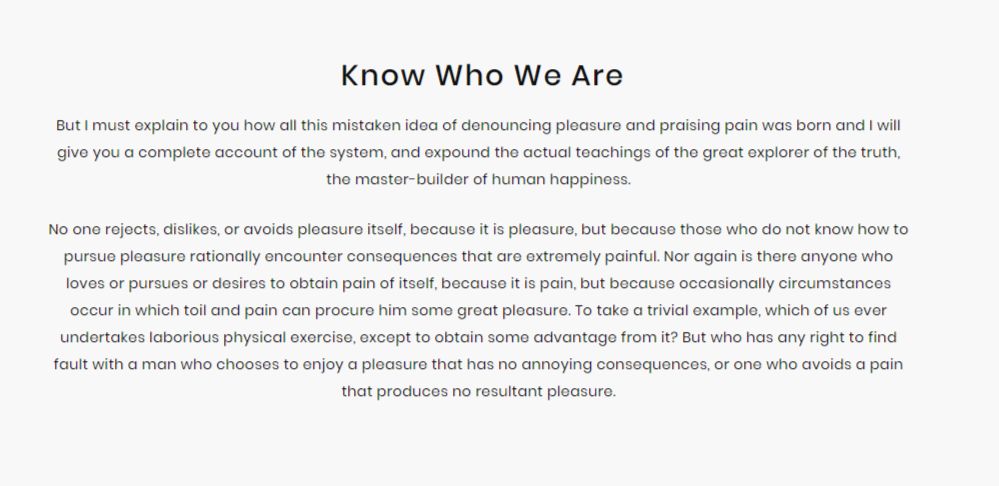 Know Who We Are
But I must explain to you how all this mistaken idea of denouncing pleasure and praising pain was born and I will
give you a complete account of the system, and expound the actual teachings of the great explorer of the truth,
the master-builder of human happiness.
No one rejects, dislikes, or avoids pleasure itself, because it is pleasure, but because those who do not know how to
pursue pleasure rationally encounter consequences that are extremely painful. Nor again is there anyone who
loves or pursues or desires to obtain pain of itself, because it is pain, but because occasionally circumstances
occur in which toil and pain can procure him some great pleasure. To take a trivial example, which of us ever
undertakes laborious physical exercise, except to obtain some advantage from it? But who has any right to find
fault with a man who chooses to enjoy a pleasure that has no annoying consequences, or one who avoids a pain
that produces no resultant pleasure.